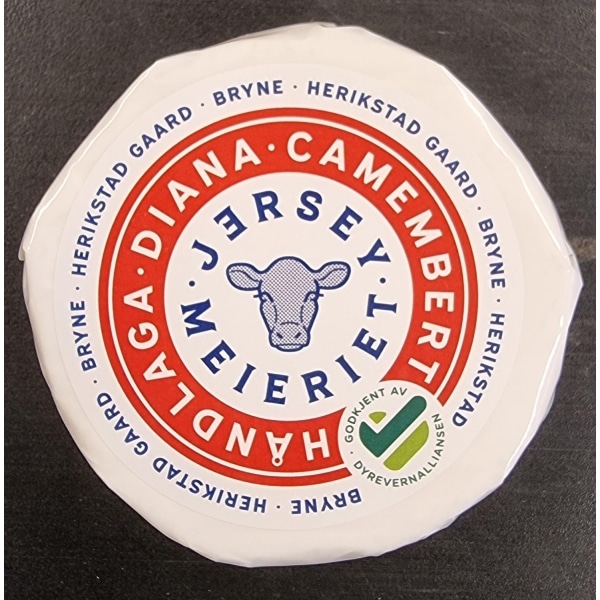 BRYNE · HERIKSTAD GAARD · BRYNE · HERIKSTAD GAARD · BRYNE · HERIKSTAD GAARD · BRYNE · HERIKSTAD
HÅNDLAGA · DIANA · CAMEMBERT
· JERSEY ·
MEIERIET
· GODKJENT AV ·
DYREVERNALLIANSEN